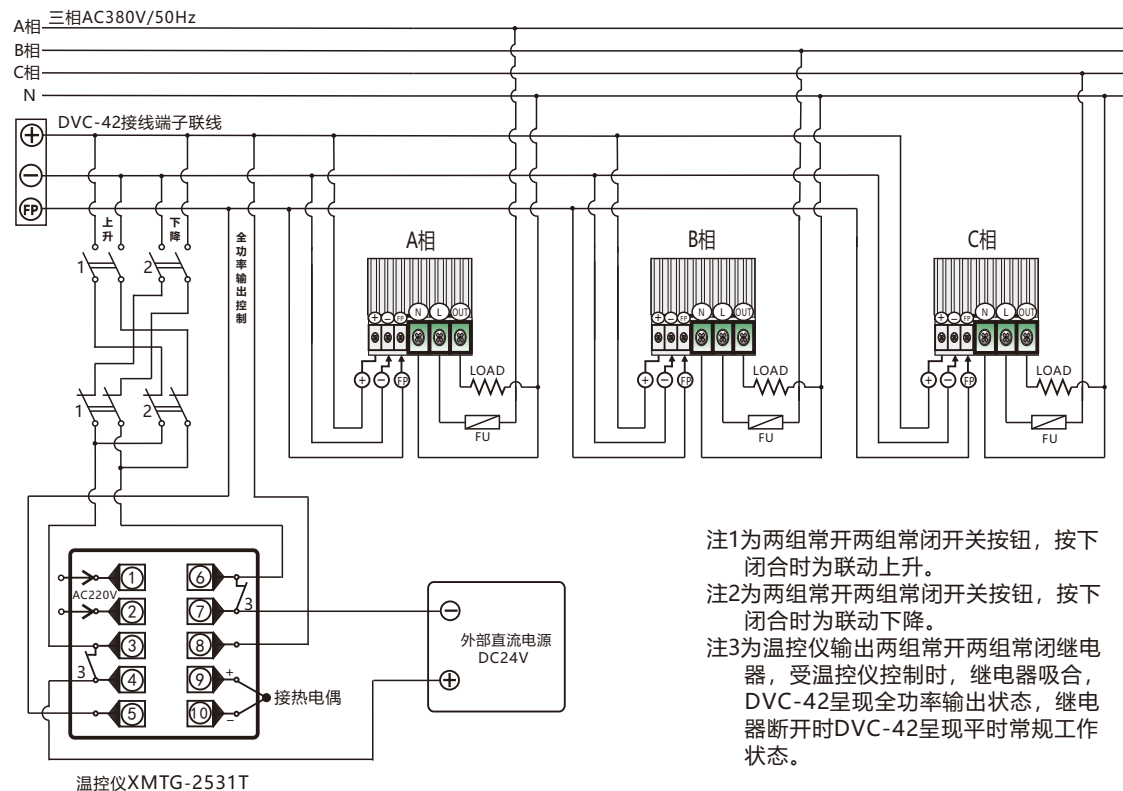 三相AC380V/50Hz
A相
B相
C相
N
DVC-42接线端子联线
+
−
FP
上升
下降
全功率输出控制
1
2
1
2
A相
+ − FP N L OUT
+ − FP
LOAD
FU
B相
+ − FP N L OUT
+ − FP
LOAD
FU
C相
+ − FP N L OUT
+ − FP
LOAD
FU
AC220V
1
2
3
4
5
3
6
7
8
9
10
3
+
−
接热电偶
−
外部直流电源
DC24V
+
温控仪XMTG-2531T
注1为两组常开两组常闭开关按钮，按下
闭合时为联动上升。
注2为两组常开两组常闭开关按钮，按下
闭合时为联动下降。
注3为温控仪输出两组常开两组常闭继电
器，受温控仪控制时，继电器吸合，
DVC-42呈现全功率输出状态，继电
器断开时DVC-42呈现平时常规工作
状态。